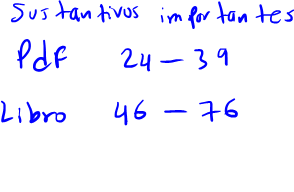 Sustantivos importantes
Pdf 24 - 39
Libro 46 - 76